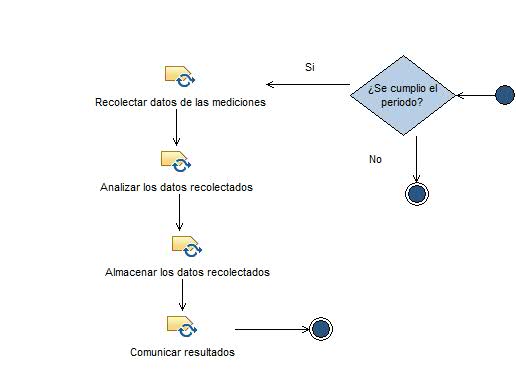 Si
¿Se cumplio el
periodo?
Recolectar datos de las mediciones
No
Analizar los datos recolectados
Almacenar los datos recolectados
Comunicar resultados